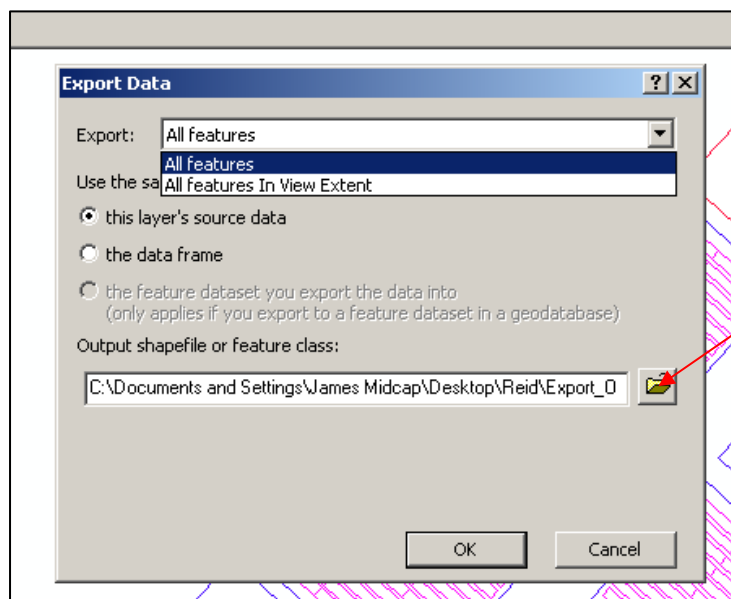 Export Data
Export: All features
All features
All features In View Extent
Use the sa
this layer's source data
the data frame
the feature dataset you export the data into
(only applies if you export to a feature dataset in a geodatabase)
Output shapefile or feature class:
C:\Documents and Settings\James Midcap\Desktop\Reid\Export_O
OK Cancel